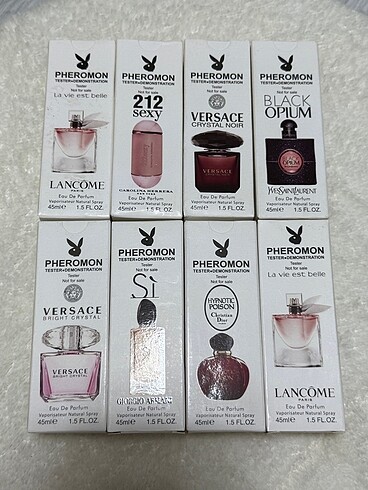 PHEROMON
TESTER•DEMONSTRATION
Tester
Not for sale
La vie est belle
LANCÔME
PARIS
Eau De Parfum
Vaporisateur Natural Spray
45ml℮ 1.5 FL.OZ.
PHEROMON
TESTER•DEMONSTRATION
Tester
Not for sale
212
sexy
CAROLINA HERRERA
Eau De Parfum
Vaporisateur Natural Spray
45ml℮ 1.5 FL.OZ.
PHEROMON
TESTER•DEMONSTRATION
Tester
Not for sale
VERSACE
CRYSTAL NOIR
VERSACE
Eau De Parfum
Vaporisateur Natural Spray
45ml℮ 1.5 FL.OZ.
PHEROMON
TESTER•DEMONSTRATION
Tester
Not for sale
BLACK
OPIUM
OPIUM
YVESSAINTLAURENT
Eau De Parfum
Vaporisateur Natural Spray
45ml℮ 1.5 FL.OZ.
PHEROMON
TESTER•DEMONSTRATION
Tester
Not for sale
VERSACE
BRIGHT CRYSTAL
VERSACE
BRIGHT CRYSTAL
Eau De Parfum
Vaporisateur Natural Spray
45ml℮ 1.5 FL.OZ.
PHEROMON
TESTER•DEMONSTRATION
Tester
Not for sale
Sì
GIORGIO ARMANI
Eau De Parfum
Vaporisateur Natural Spray
45ml℮ 1.5 FL.OZ.
PHEROMON
TESTER•DEMONSTRATION
Tester
Not for sale
HYPNOTIC
POISON
Christian
Dior
Eau De Parfum
Vaporisateur Natural Spray
45ml℮ 1.5 FL.OZ.
PHEROMON
TESTER•DEMONSTRATION
Tester
Not for sale
La vie est belle
LANCÔME
PARIS
Eau De Parfum
Vaporisateur Natural Spray
45ml℮ 1.5 FL.OZ.